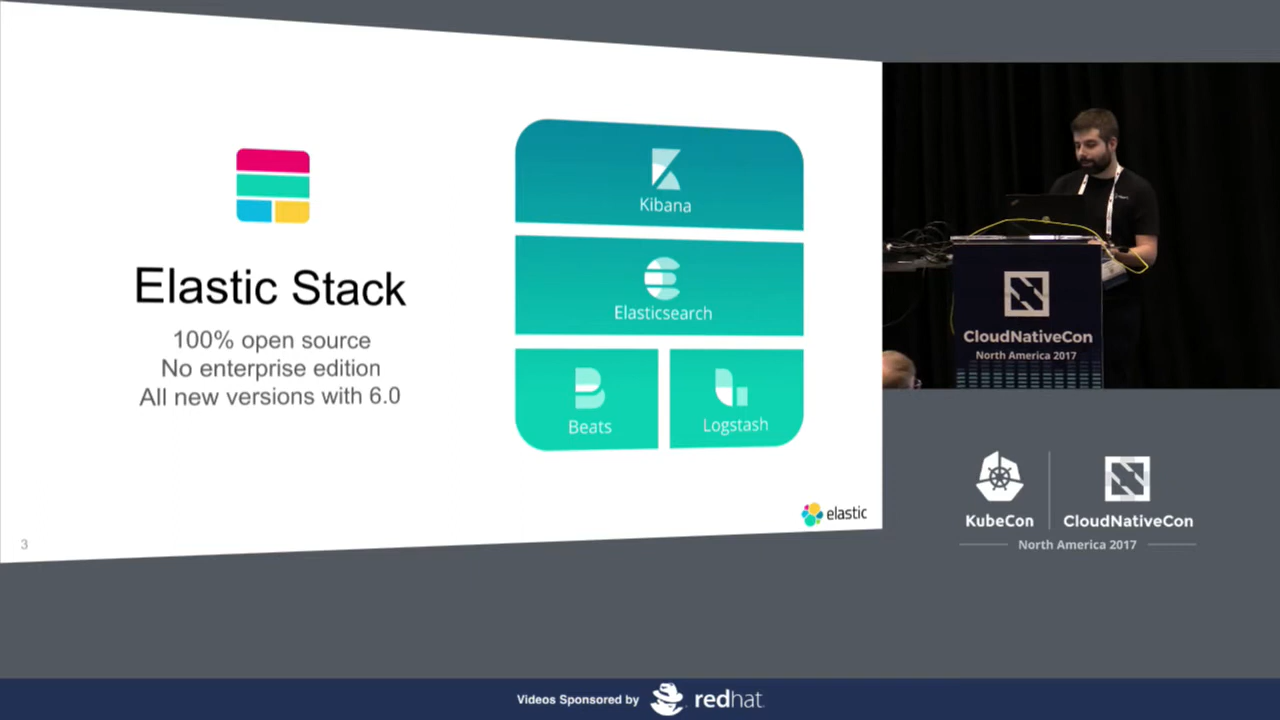 Elastic Stack
100% open source
No enterprise edition
All new versions with 6.0
Kibana
Elasticsearch
Beats
Logstash
elastic
3
CloudNativeCon
North America 2017
KubeCon
CloudNativeCon
North America 2017
Videos Sponsored by
redhat